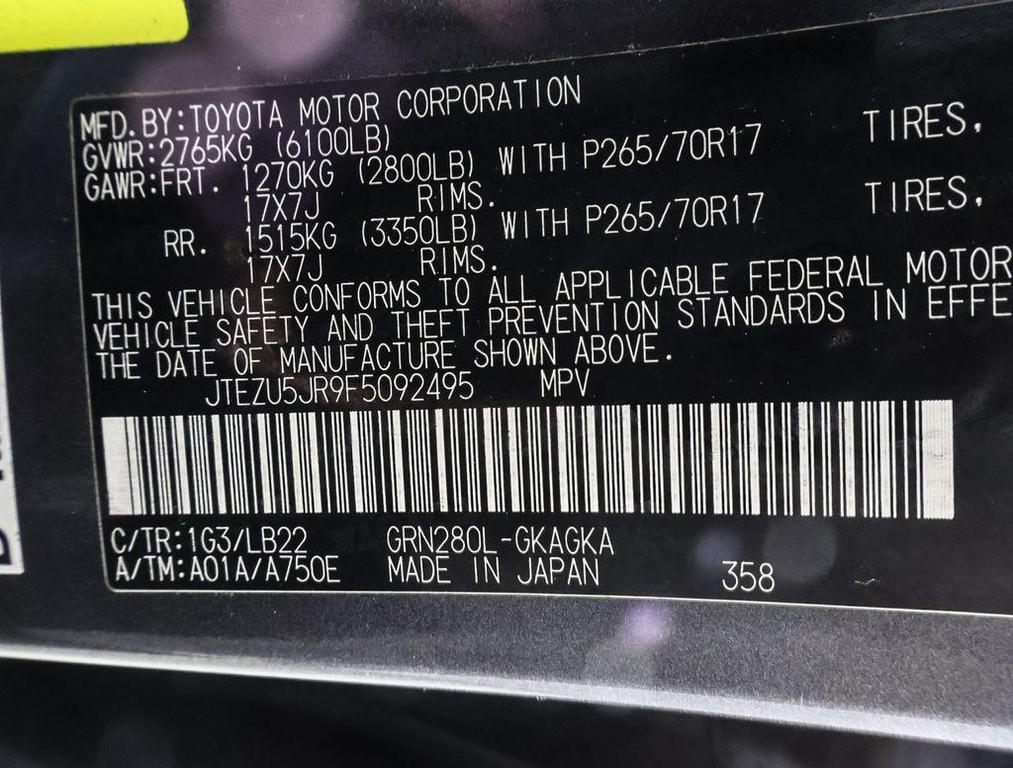 MFD.BY:TOYOTA MOTOR CORPORATION
GVWR:2765KG (6100LB)
GAWR:FRT. 1270KG (2800LB) WITH P265/70R17 TIRES,
17X7J RIMS.
RR. 1515KG (3350LB) WITH P265/70R17 TIRES,
17X7J RIMS.
THIS VEHICLE CONFORMS TO ALL APPLICABLE FEDERAL MOTOR
VEHICLE SAFETY AND THEFT PREVENTION STANDARDS IN EFFE
THE DATE OF MANUFACTURE SHOWN ABOVE.
JTEZU5JR9F5092495 MPV
C/TR:1G3/LB22 GRN280L-GKAGKA
A/TM:A01A/A750E MADE IN JAPAN 358